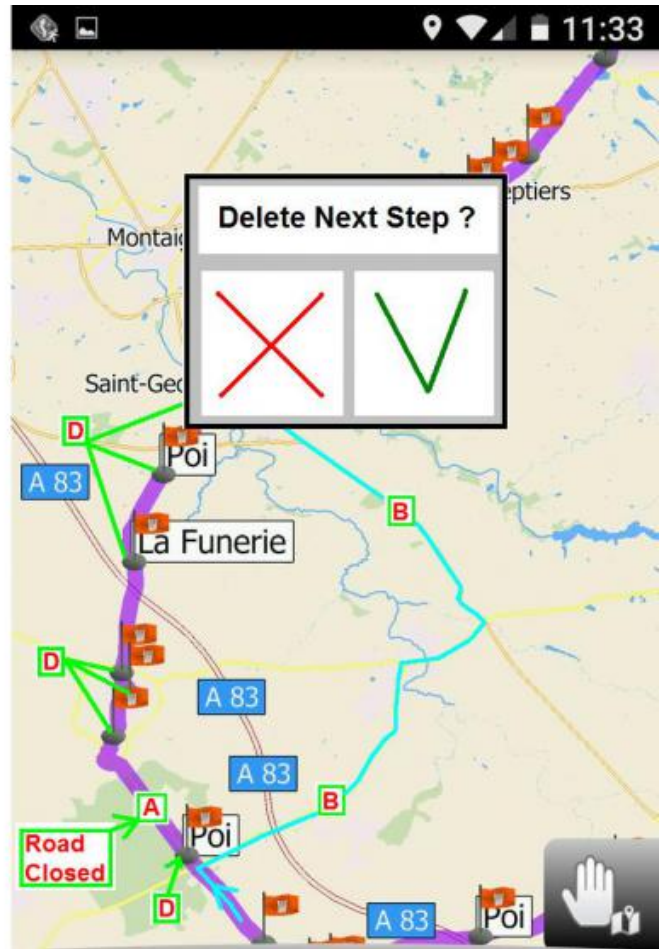 11:33
eptiers
Delete Next Step ?
Montaig
Saint-Geo
D
Poi
A 83
B
La Funerie
D
A 83
A 83
B
A
Poi
Road
Closed
D
A 83
Poi